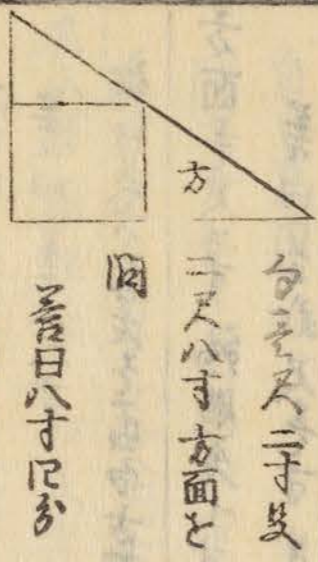 方
勾壱尺二寸股
二尺八寸方面を
問
答曰八寸四分